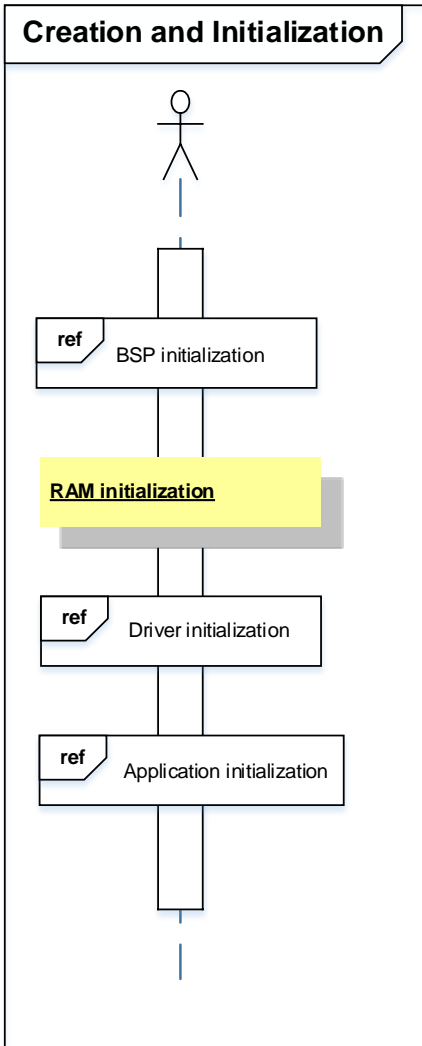 Creation and Initialization
ref
BSP initialization
RAM initialization
ref
Driver initialization
ref
Application initialization